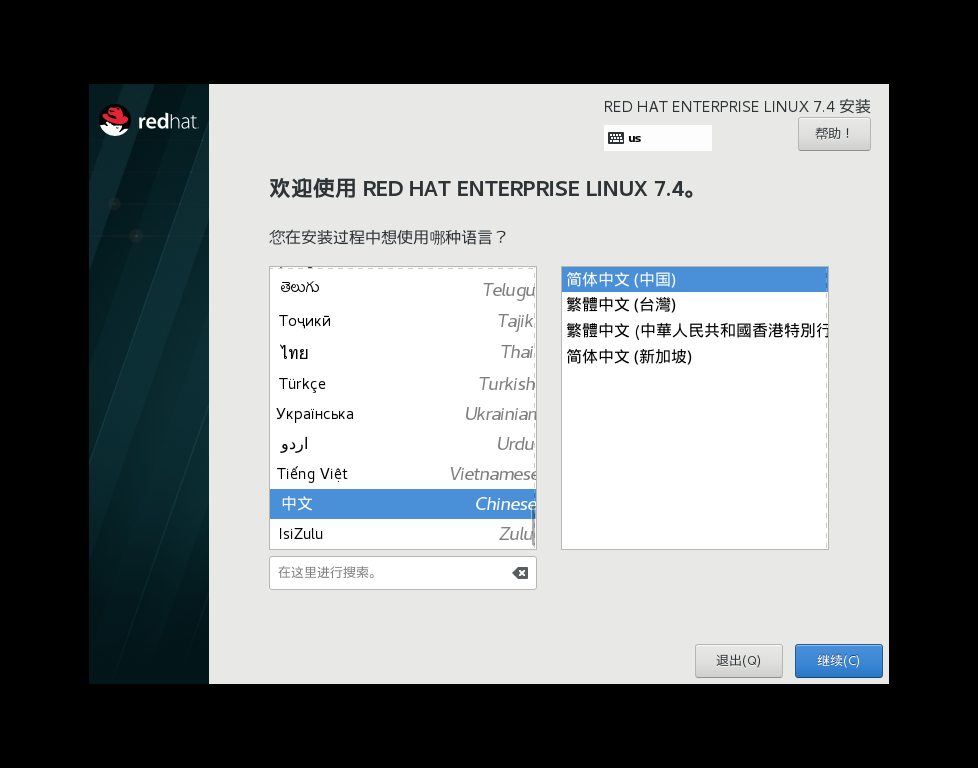 redhat.
RED HAT ENTERPRISE LINUX 7.4 安装
us
帮助！
欢迎使用 RED HAT ENTERPRISE LINUX 7.4。
您在安装过程中想使用哪种语言？
తెలుగు Telugu
Тоҷикӣ Tajik
ไทย Thai
Türkçe Turkish
Українська Ukrainian
اردو Urdu
Tiếng Việt Vietnamese
中文 Chinese
IsiZulu Zulu
简体中文 (中国)
繁體中文 (台灣)
繁體中文 (中華人民共和國香港特別行
简体中文 (新加坡)
在这里进行搜索。
退出(Q)
继续(C)